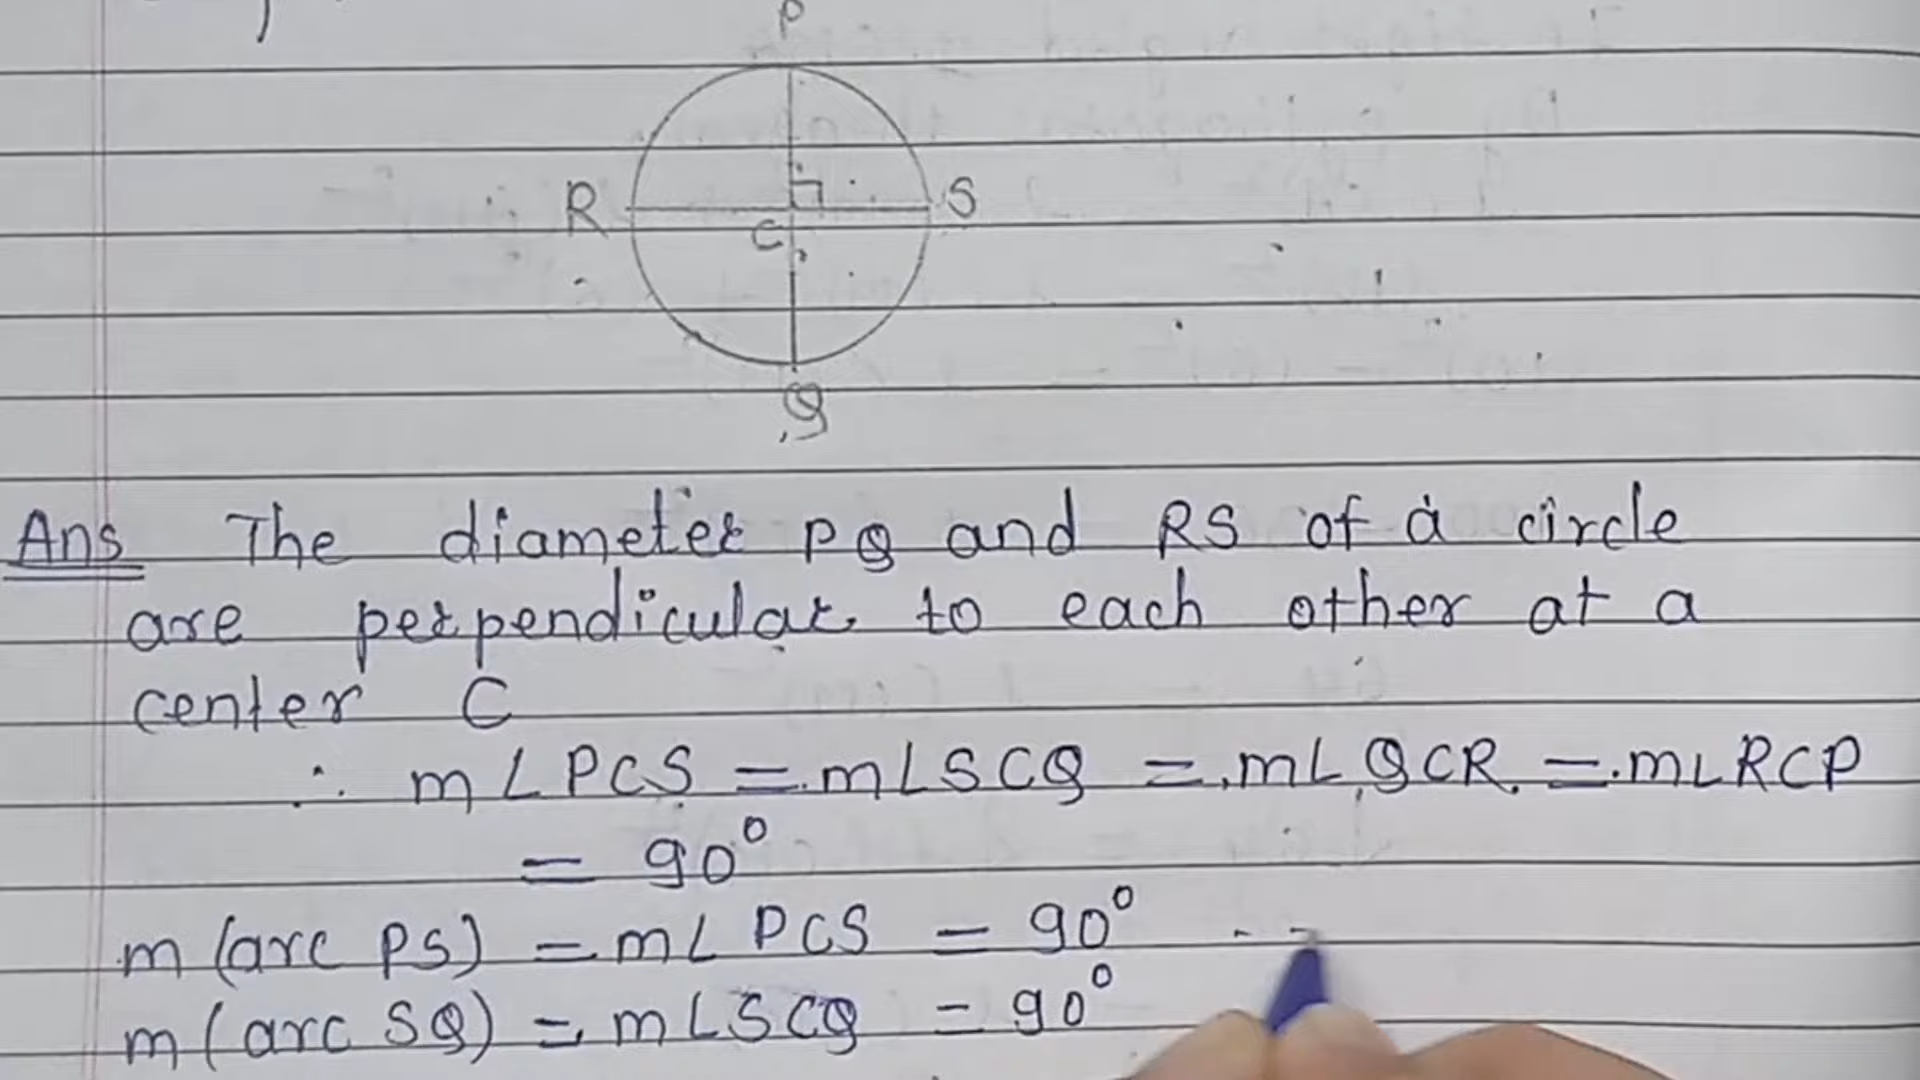 P
R
S
C
Q
Ans The diameter PQ and RS of a circle
are perpendicular to each other at a
center C
∴ m∠PCS = m∠SCQ = m∠QCR = m∠RCP
= 90°
m (arc PS) = m∠PCS = 90° - -
m (arc SQ) = m∠SCQ = 90°